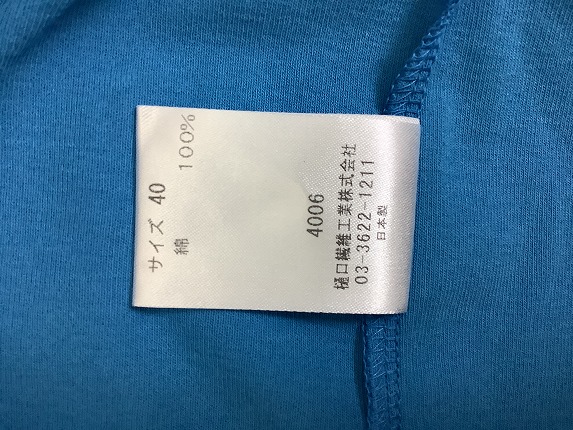 サイズ 40
綿 100%
4006
樋口繊維工業株式会社
03-3622-1211
日本製